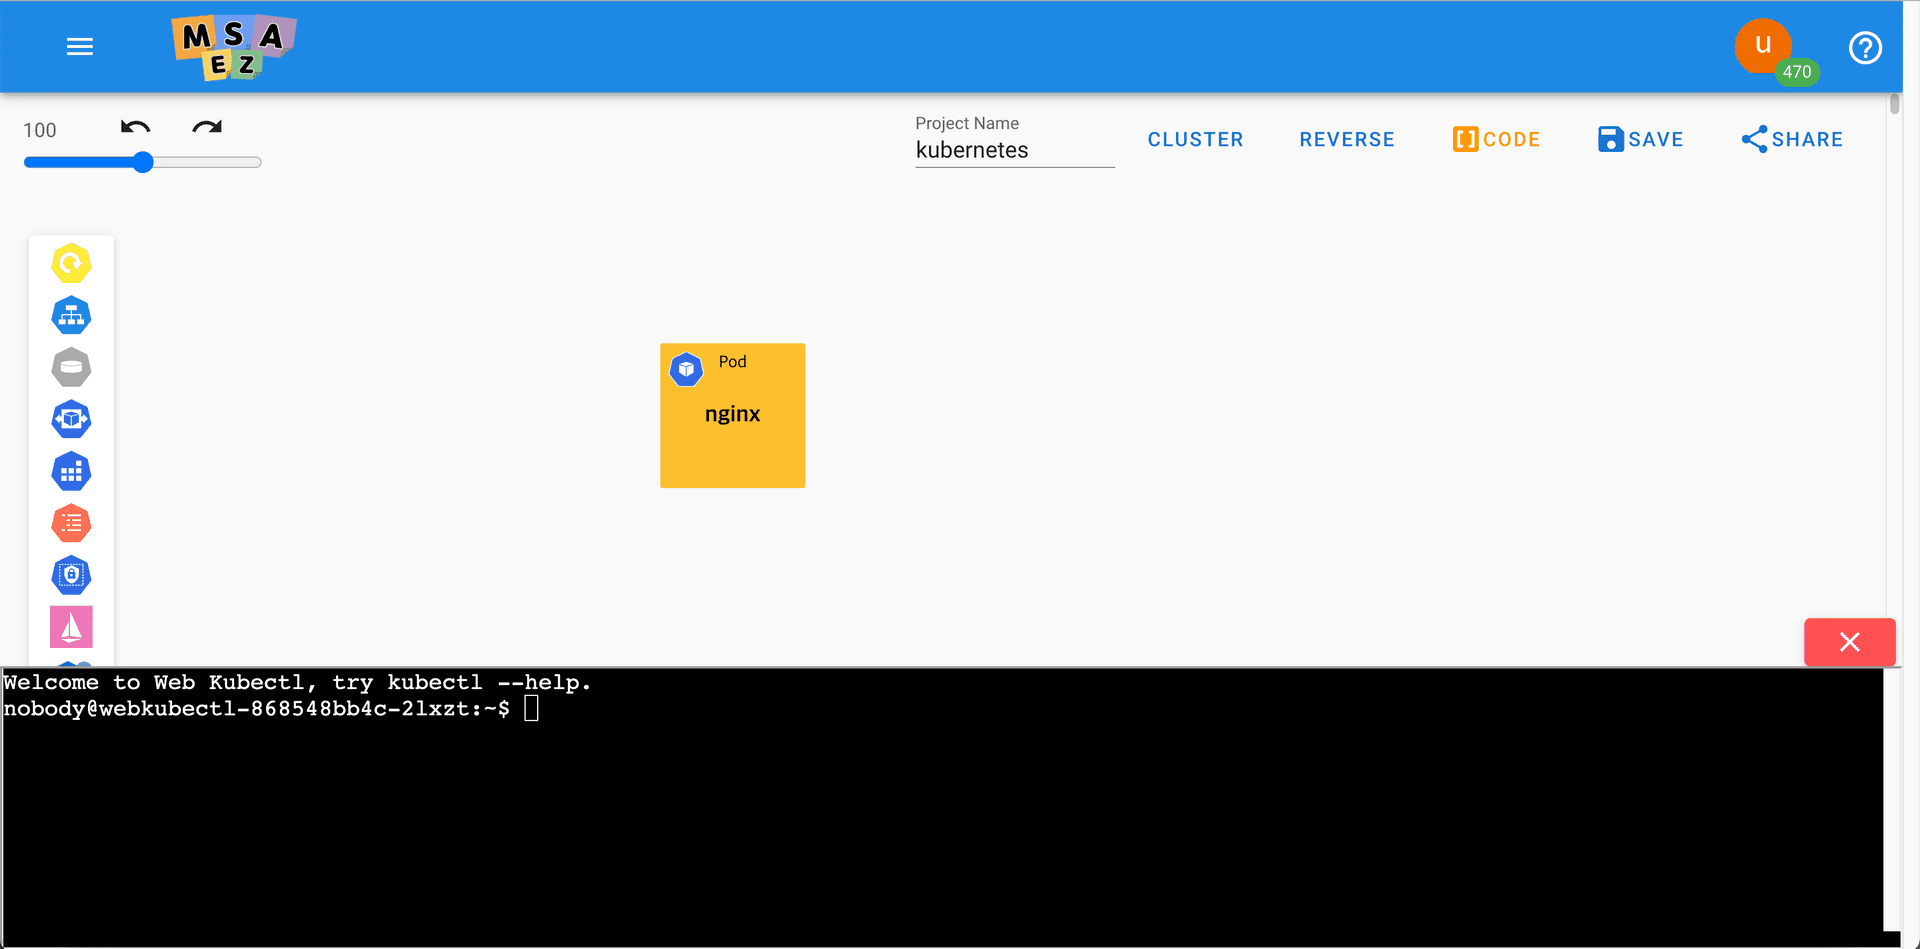 MSA
EZ
u
470
100
Project Name
kubernetes
CLUSTER
REVERSE
CODE
SAVE
SHARE
Pod
nginx
Welcome to Web Kubectl, try kubectl --help.
nobody@webkubectl-868548bb4c-2lxzt:~$